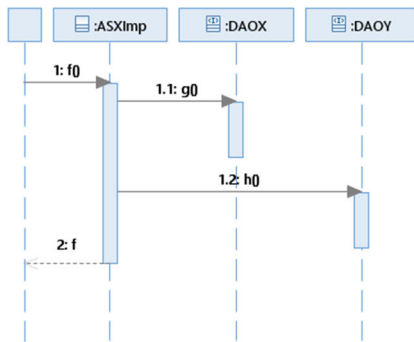 :ASXImp
:DAOX
:DAOY
1: f()
1.1: g()
1.2: h()
2: f